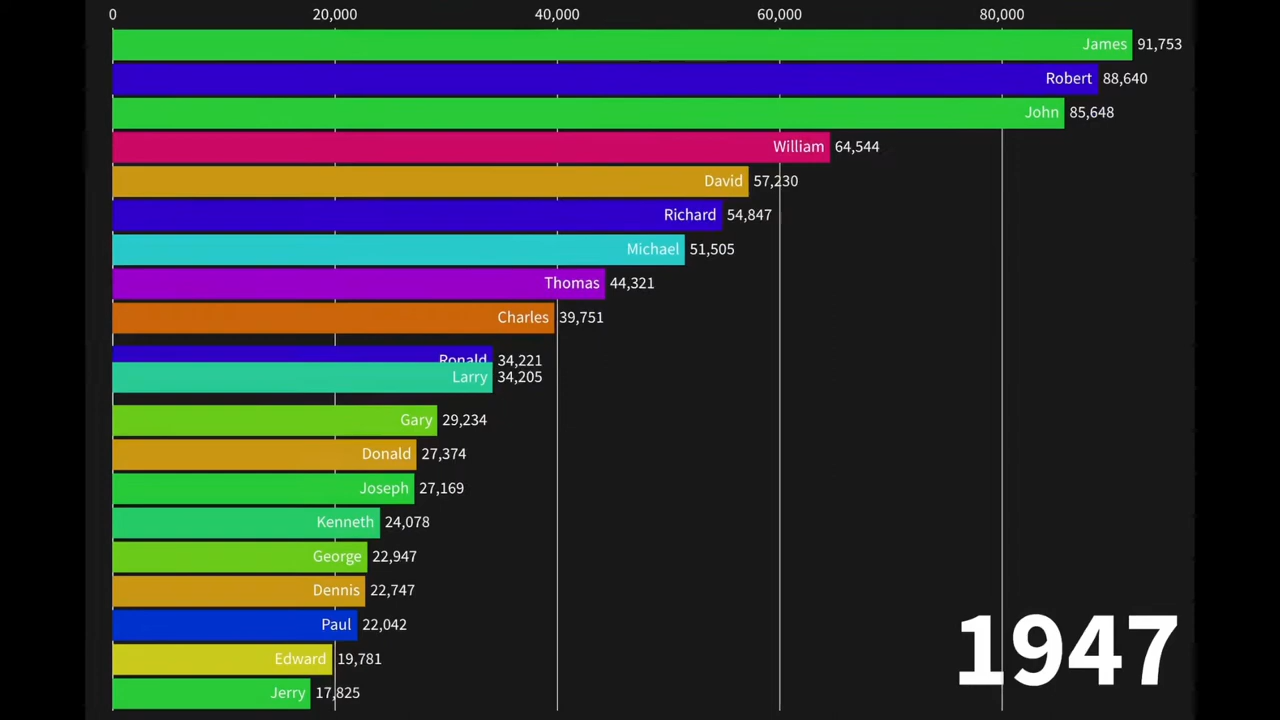 0 20,000 40,000 60,000 80,000
James 91,753
Robert 88,640
John 85,648
William 64,544
David 57,230
Richard 54,847
Michael 51,505
Thomas 44,321
Charles 39,751
Ronald 34,221
Larry 34,205
Gary 29,234
Donald 27,374
Joseph 27,169
Kenneth 24,078
George 22,947
Dennis 22,747
Paul 22,042
Edward 19,781
Jerry 17,825
1947